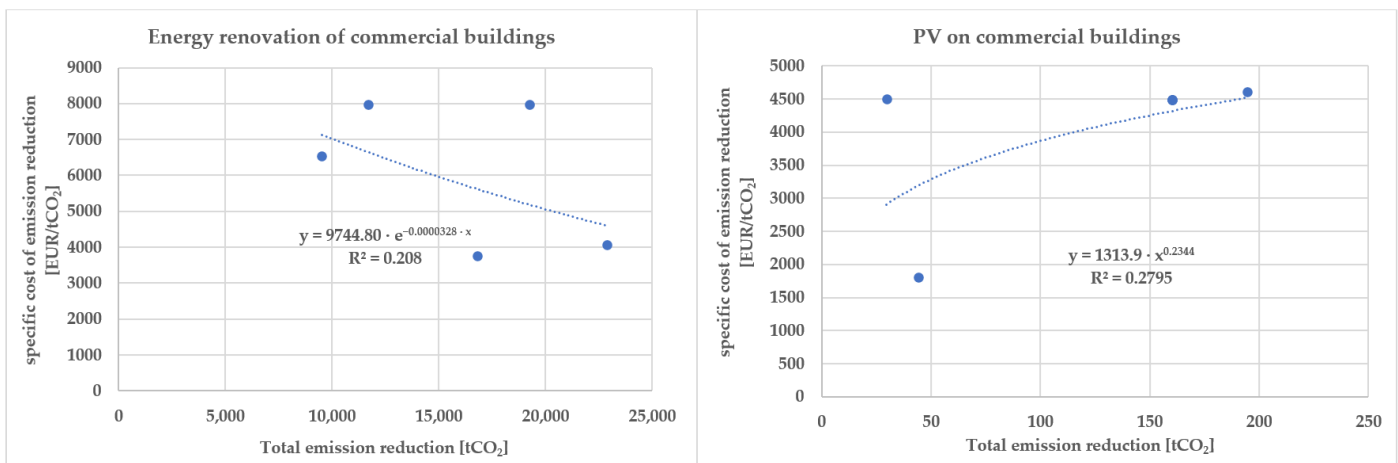 Energy renovation of commercial buildings
specific cost of emission reduction
[EUR/tCO₂]
9000
8000
7000
6000
5000
4000
3000
2000
1000
0
y = 9744.80 · e^−0.0000328 · x
R² = 0.208
0 5,000 10,000 15,000 20,000 25,000
Total emission reduction [tCO₂]
PV on commercial buildings
specific cost of emission reduction
[EUR/tCO₂]
5000
4500
4000
3500
3000
2500
2000
1500
1000
500
0
y = 1313.9 · x^0.2344
R² = 0.2795
0 50 100 150 200 250
Total emission reduction [tCO₂]